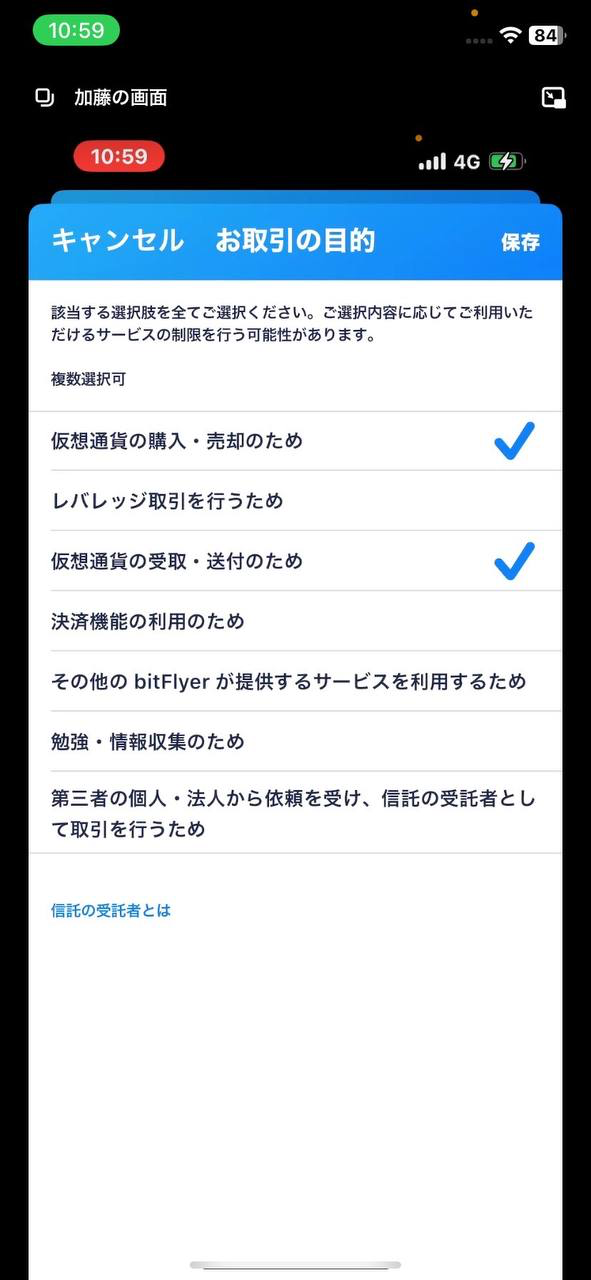 10:59
84
加藤の画面
10:59
4G
キャンセル
お取引の目的
保存
該当する選択肢を全てご選択ください。ご選択内容に応じてご利用いた
だけるサービスの制限を行う可能性があります。
複数選択可
仮想通貨の購入・売却のため
レバレッジ取引を行うため
仮想通貨の受取・送付のため
決済機能の利用のため
その他の bitFlyer が提供するサービスを利用するため
勉強・情報収集のため
第三者の個人・法人から依頼を受け、信託の受託者とし
て取引を行うため
信託の受託者とは